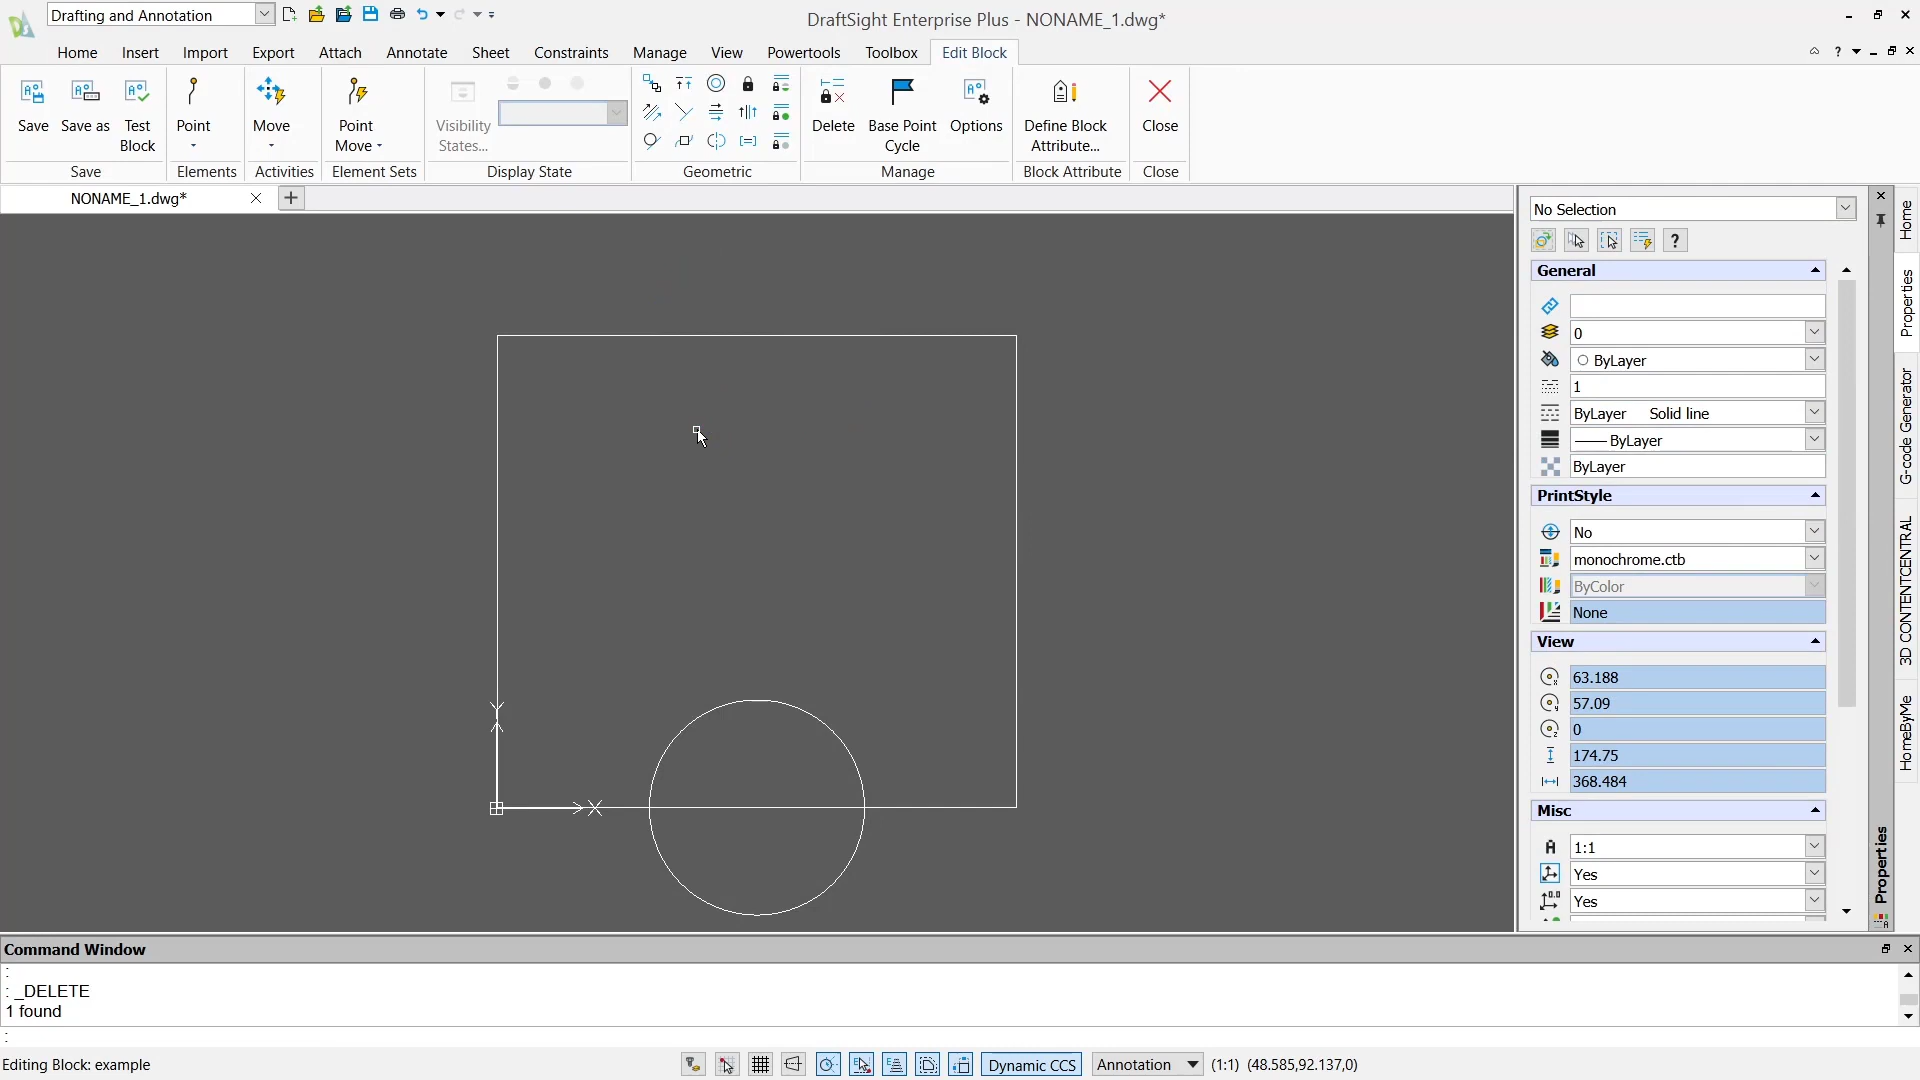 Drafting and Annotation
DraftSight Enterprise Plus - NONAME_1.dwg*
Home
Insert
Import
Export
Attach
Annotate
Sheet
Constraints
Manage
View
Powertools
Toolbox
Edit Block
?
Save
Save as
Test
Block
Point
Move
Point
Move
Visibility
States...
Delete
Base Point
Cycle
Options
Define Block
Attribute...
Close
Save
Elements
Activities
Element Sets
Display State
Geometric
Manage
Block Attribute
Close
NONAME_1.dwg*
No Selection
?
General
0
ByLayer
1
ByLayer Solid line
ByLayer
ByLayer
PrintStyle
No
monochrome.ctb
ByColor
None
View
63.188
57.09
0
174.75
368.484
Misc
1:1
Yes
Yes
Properties
Home
Properties
G-code Generator
3D CONTENTCENTRAL
HomeByMe
Y
X
Command Window
:
: _DELETE
1 found
:
Editing Block: example
Dynamic CCS
Annotation
(1:1) (48.585,92.137,0)